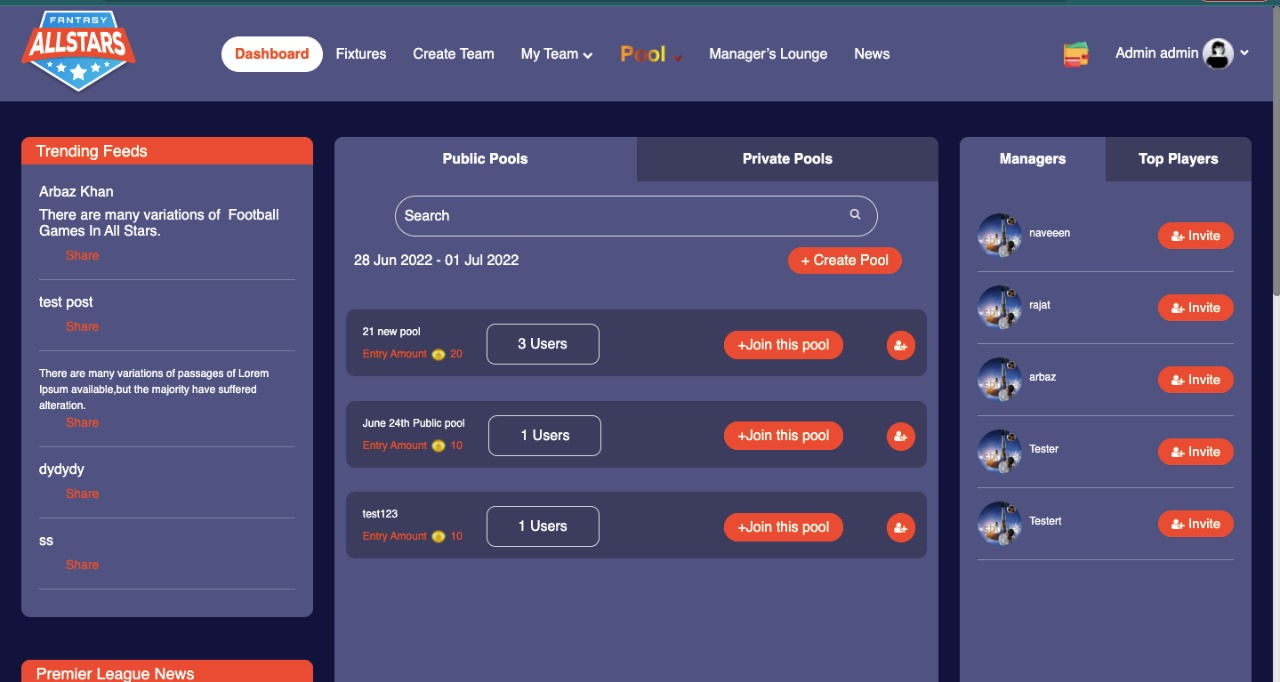 FANTASY
ALLSTARS
Dashboard
Fixtures
Create Team
My Team
Pool
Manager's Lounge
News
Admin admin
Trending Feeds
Arbaz Khan
There are many variations of Football
Games In All Stars.
Share
test post
Share
There are many variations of passages of Lorem
Ipsum available,but the majority have suffered
alteration.
Share
dydydy
Share
ss
Share
Premier League News
Public Pools
Private Pools
Search
28 Jun 2022 - 01 Jul 2022
+ Create Pool
21 new pool
Entry Amount 20
3 Users
+Join this pool
June 24th Public pool
Entry Amount 10
1 Users
+Join this pool
test123
Entry Amount 10
1 Users
+Join this pool
Managers
Top Players
naveeen
Invite
rajat
Invite
arbaz
Invite
Tester
Invite
Testert
Invite